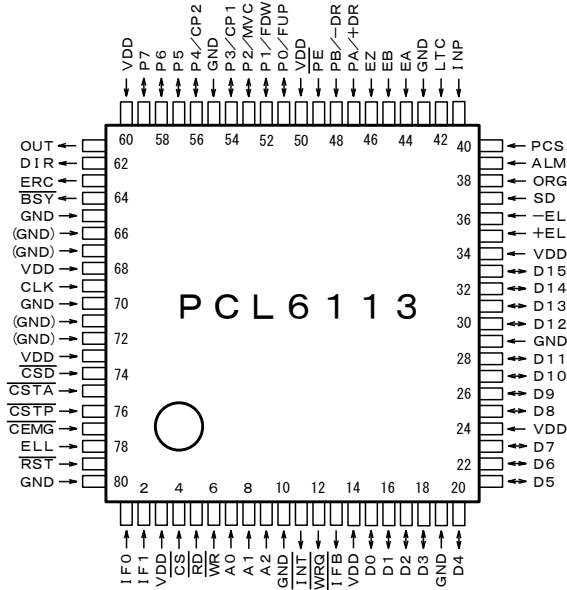 VDD
P7
P6
P5
P4/CP2
GND
P3/CP1
P2/MVC
P1/FDW
P0/FUP
VDD
PE
PB/-DR
PA/+DR
EZ
EB
EA
GND
LTC
INP
60 58 56 54 52 50 48 46 44 42
OUT
DIR
ERC
BSY
GND
(GND)
(GND)
VDD
CLK
GND
(GND)
(GND)
VDD
CSD
CSTA
CSTP
CEMG
ELL
RST
GND
62
64
66
68
70
72
74
76
78
80
PCL6113
40
38
36
34
32
30
28
26
24
22
PCS
ALM
ORG
SD
-EL
+EL
VDD
D15
D14
D13
D12
GND
D11
D10
D9
D8
VDD
D7
D6
D5
2 4 6 8 10 12 14 16 18 20
IF0
IF1
VDD
CS
RD
WR
A0
A1
A2
GND
INT
WRQ
IFB
VDD
D0
D1
D2
D3
GND
D4